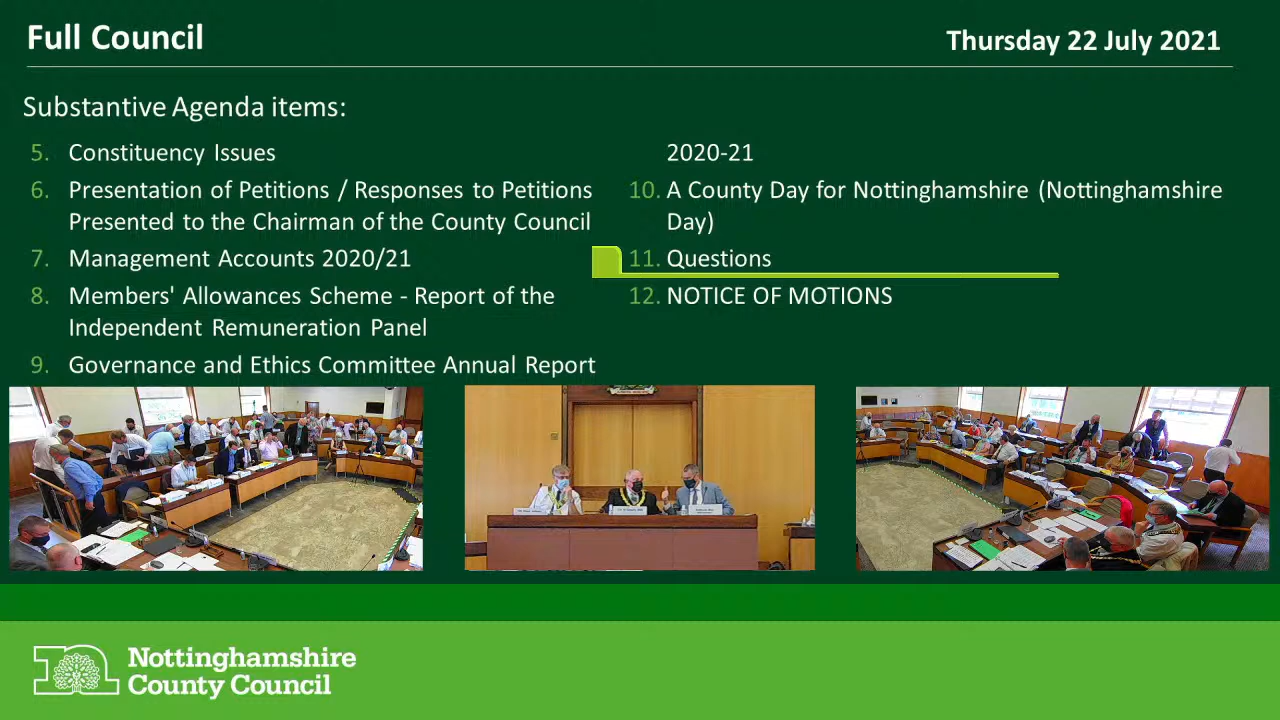 Full Council
Thursday 22 July 2021
Substantive Agenda items:
5. Constituency Issues
6. Presentation of Petitions / Responses to Petitions
Presented to the Chairman of the County Council
7. Management Accounts 2020/21
8. Members' Allowances Scheme - Report of the
Independent Remuneration Panel
9. Governance and Ethics Committee Annual Report
2020-21
10. A County Day for Nottinghamshire (Nottinghamshire
Day)
11. Questions
12. NOTICE OF MOTIONS
Nottinghamshire
County Council